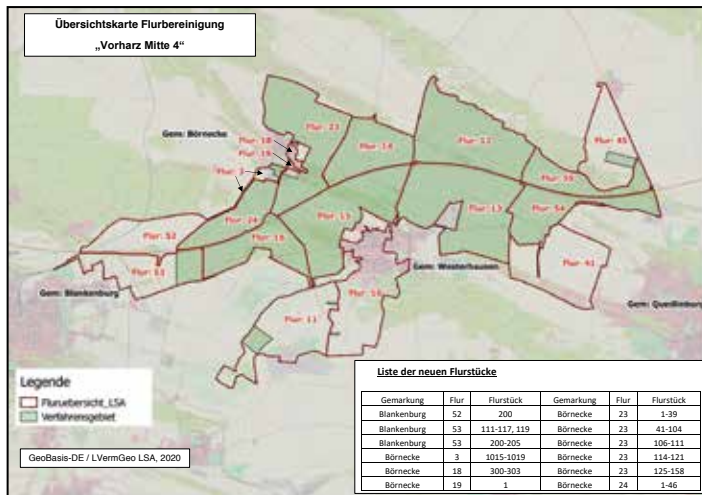 Übersichtskarte Flurbereinigung
„Vorharz Mitte 4“
Gem: Börnecke
Flur: 23
Flur: 18
Flur: 19
Flur: 3
Flur: 14
Flur: 12
Flur: 45
Flur: 24
Flur: 15
Flur: 13
Flur: 54
Flur: 52
Flur: 16
Flur: 53
Flur: 41
Gem: Westerhausen
Gem: Blankenburg
Gem: Quedlinburg
Flur: 10
Flur: 11
Legende
Fluruebersicht_LSA
Verfahrensgebiet
GeoBasis-DE / LVermGeo LSA, 2020
Liste der neuen Flurstücke
Gemarkung Flur Flurstück Gemarkung Flur Flurstück
Blankenburg 52 200 Börnecke 23 1-39
Blankenburg 53 111-117, 119 Börnecke 23 41-104
Blankenburg 53 200-205 Börnecke 23 106-111
Börnecke 3 1015-1019 Börnecke 23 114-121
Börnecke 18 300-303 Börnecke 23 125-158
Börnecke 19 1 Börnecke 24 1-46